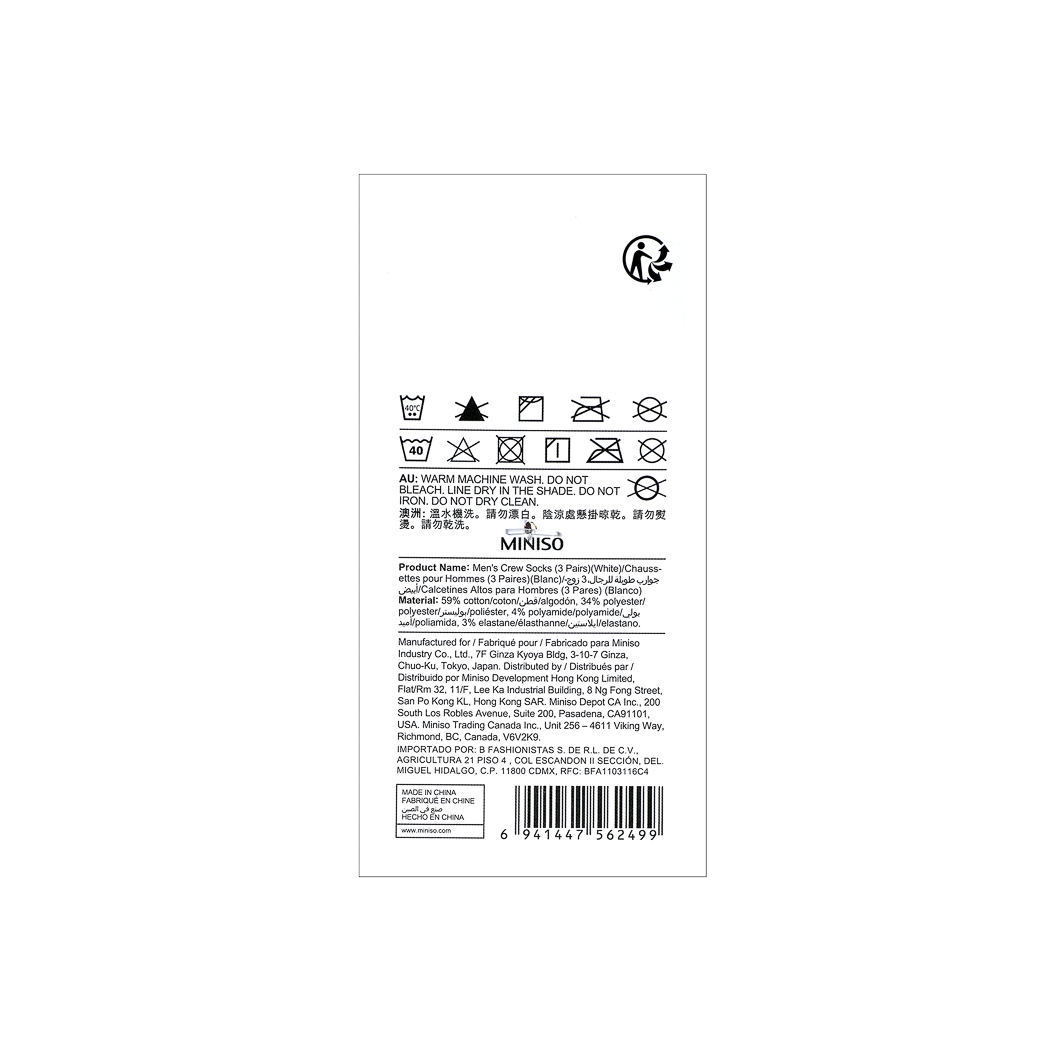 40°C
40
AU: WARM MACHINE WASH. DO NOT
BLEACH. LINE DRY IN THE SHADE. DO NOT
IRON. DO NOT DRY CLEAN.
澳洲: 溫水機洗。請勿漂白。陰涼處懸掛晾乾。請勿熨
燙。請勿乾洗。
MINISO
Product Name: Men's Crew Socks (3 Pairs)(White)/Chauss-
ettes pour Hommes (3 Paires)(Blanc)/جوارب طويلة للرجال،3 زوج-
أبيض/Calcetines Altos para Hombres (3 Pares) (Blanco)
Material: 59% cotton/coton/قطن/algodón, 34% polyester/
polyester/بوليستر/poliéster, 4% polyamide/polyamide/بولي
أميد/poliamida, 3% elastane/élasthanne/ايلاستين/elastano.
Manufactured for / Fabriqué pour / Fabricado para Miniso
Industry Co., Ltd., 7F Ginza Kyoya Bldg, 3-10-7 Ginza,
Chuo-Ku, Tokyo, Japan. Distributed by / Distribués par /
Distribuido por Miniso Development Hong Kong Limited,
Flat/Rm 32, 11/F, Lee Ka Industrial Building, 8 Ng Fong Street,
San Po Kong KL, Hong Kong SAR. Miniso Depot CA Inc., 200
South Los Robles Avenue, Suite 200, Pasadena, CA91101,
USA. Miniso Trading Canada Inc., Unit 256 – 4611 Viking Way,
Richmond, BC, Canada, V6V2K9.
IMPORTADO POR: B FASHIONISTAS S. DE R.L. DE C.V.,
AGRICULTURA 21 PISO 4 , COL ESCANDON II SECCIÓN, DEL.
MIGUEL HIDALGO, C.P. 11800 CDMX, RFC: BFA1103116C4
MADE IN CHINA
FABRIQUÉ EN CHINE
صنع في الصين
HECHO EN CHINA
www.miniso.com
6 941447 562499